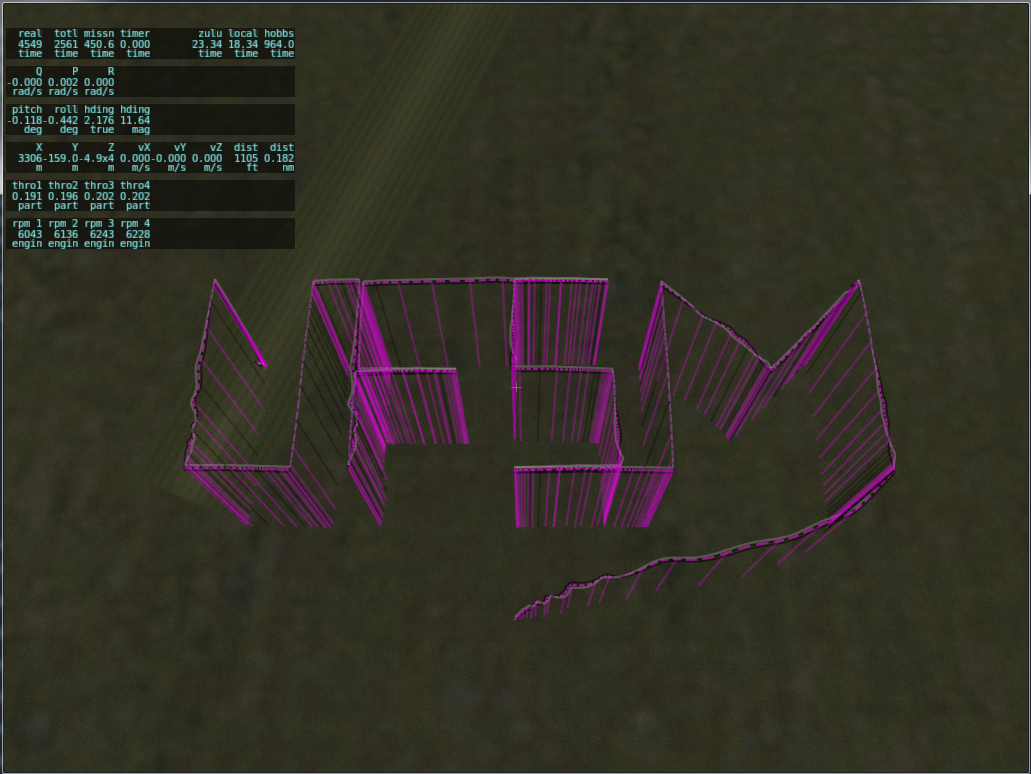 real totl missn timer zulu local hobbs
4549 2561 450.6 0.000 23.34 18.34 964.0
time time time time time time time
Q P R
-0.000 0.002 0.000
rad/s rad/s rad/s
pitch roll hding hding
-0.118 -0.442 2.176 11.64
deg deg true mag
X Y Z vX vY vZ dist dist
3306 -159.0 -4.9x4 0.000 -0.000 0.000 1105 0.182
m m m m/s m/s m/s ft nm
thro1 thro2 thro3 thro4
0.191 0.196 0.202 0.202
part part part part
rpm 1 rpm 2 rpm 3 rpm 4
6043 6136 6243 6228
engin engin engin engin
UFSM